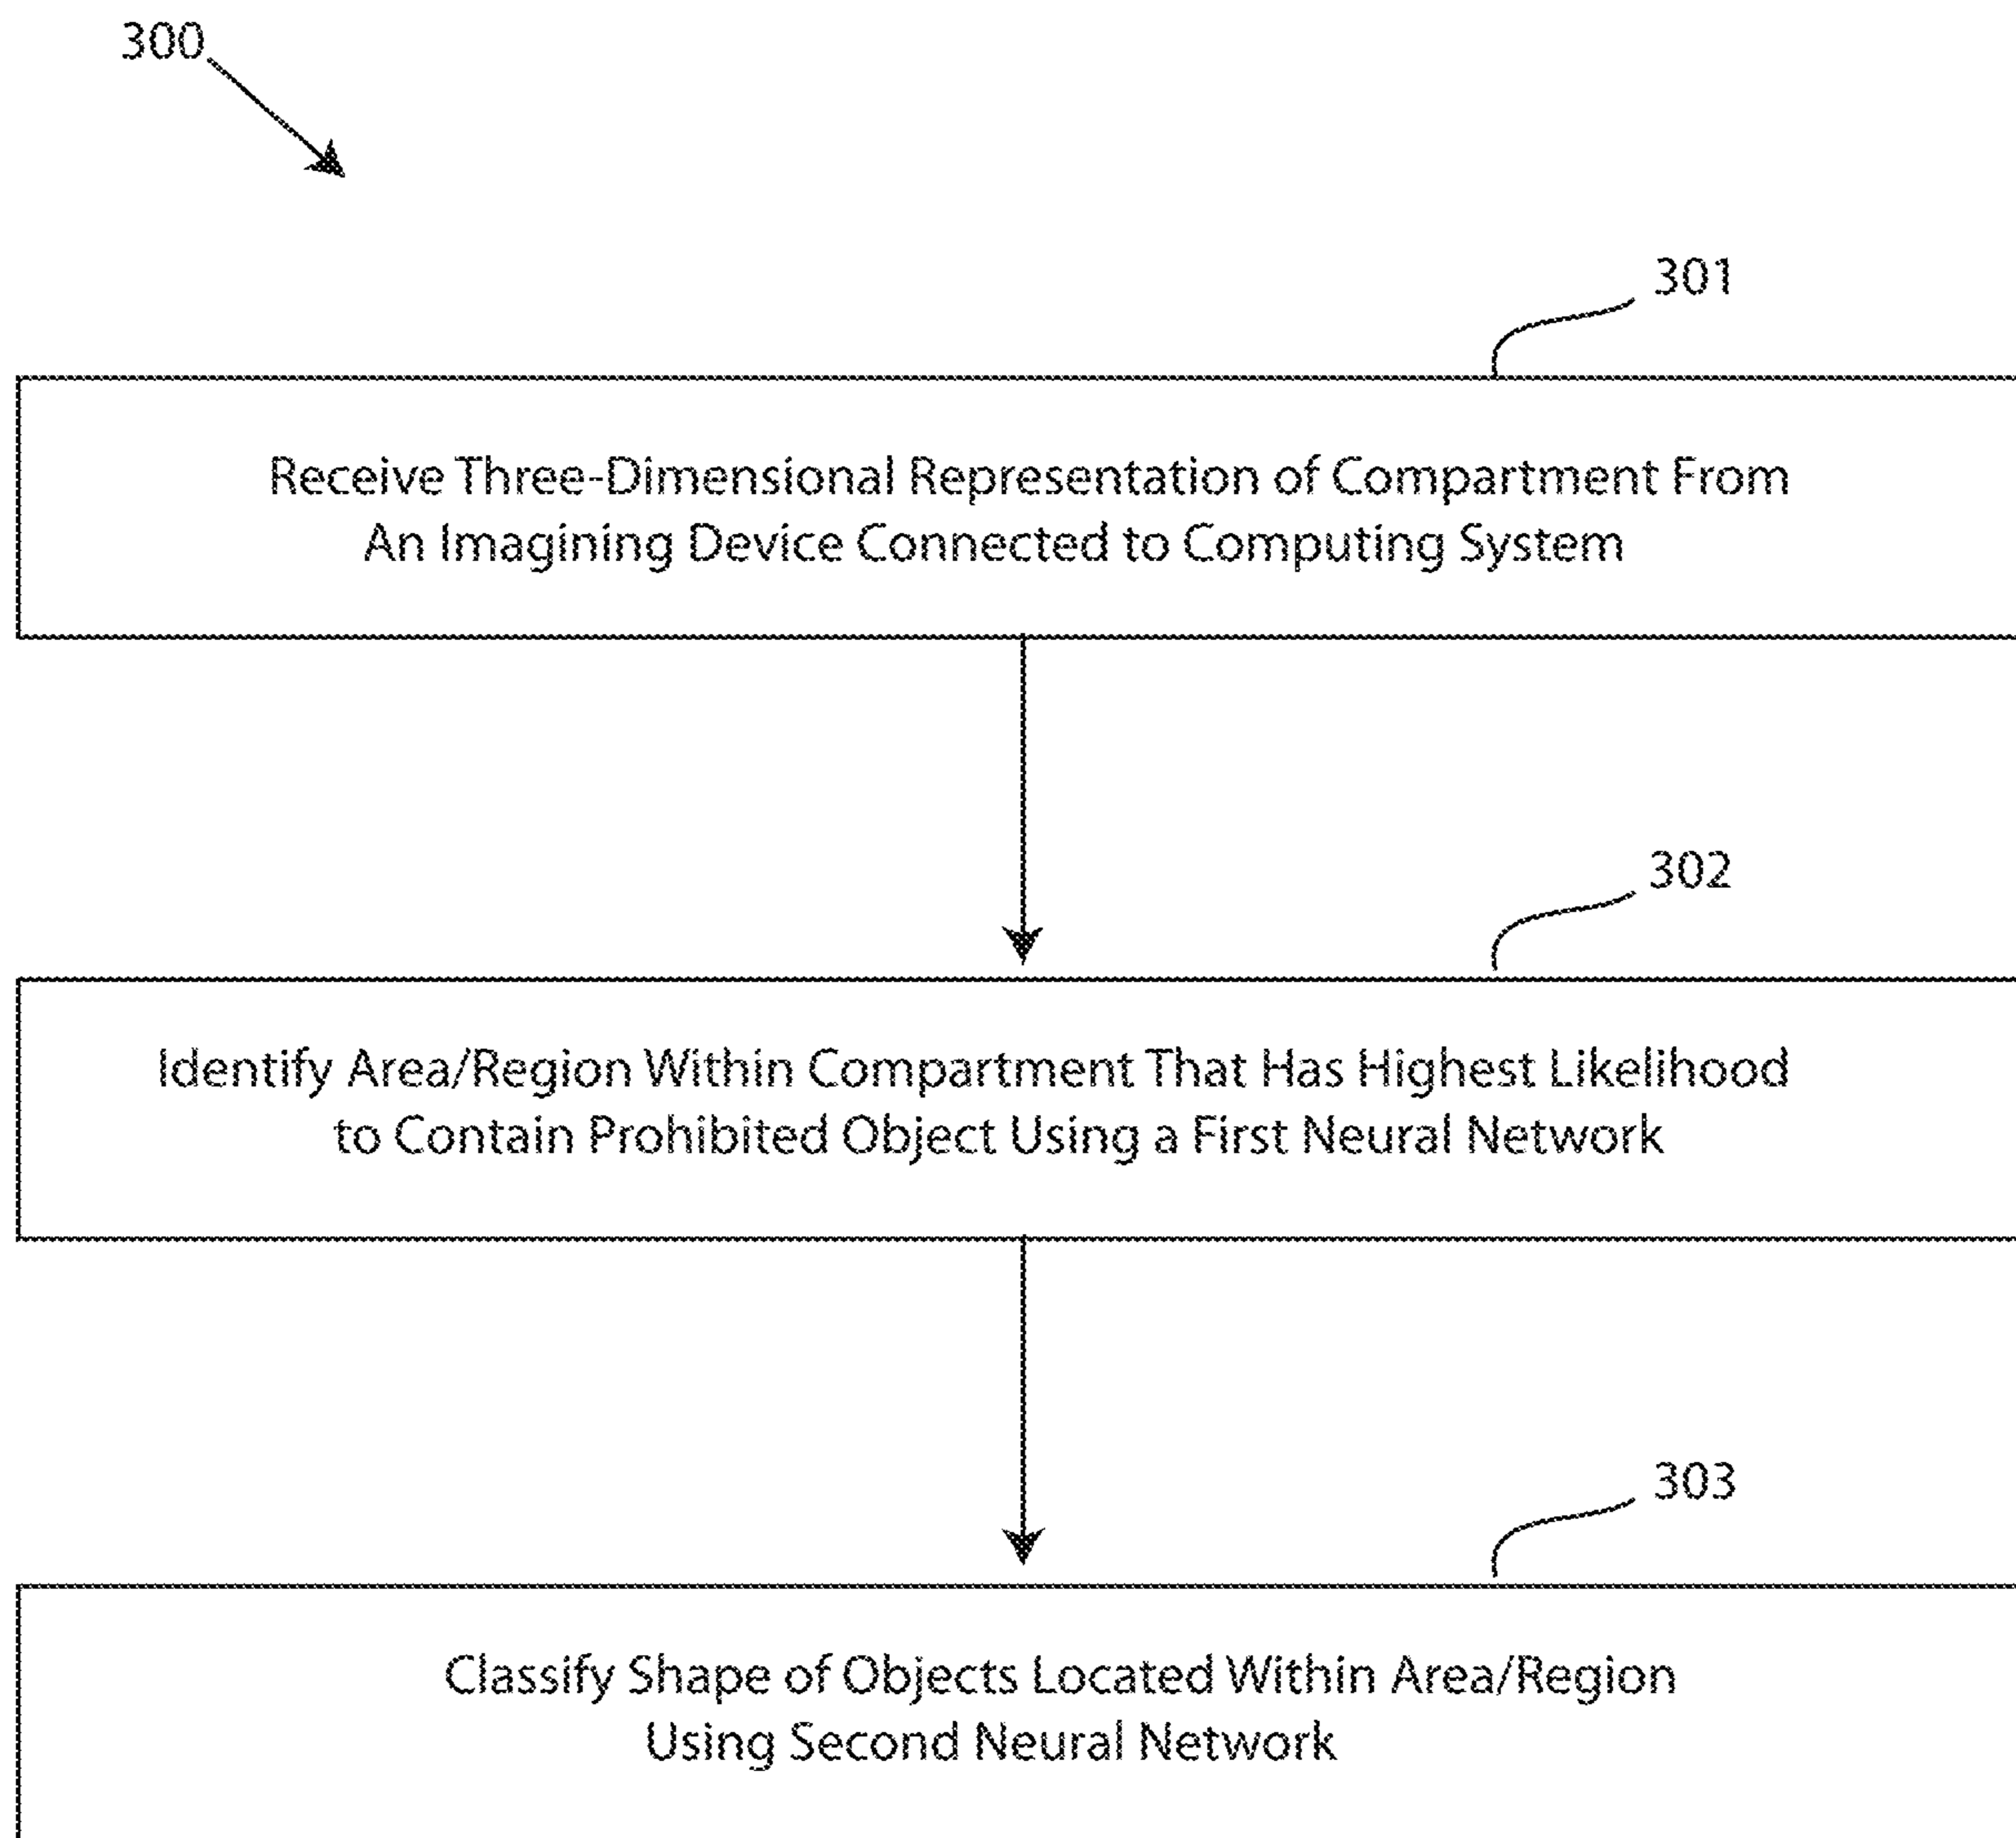 300
301
Receive Three-Dimensional Representation of Compartment From
An Imagining Device Connected to Computing System
302
Identify Area/Region Within Compartment That Has Highest Likelihood
to Contain Prohibited Object Using a First Neural Network
303
Classify Shape of Objects Located Within Area/Region
Using Second Neural Network